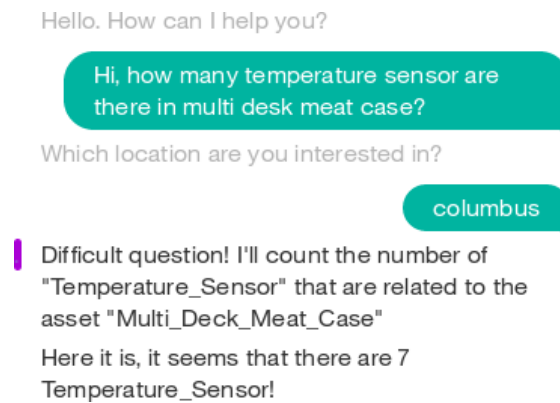 Hello. How can I help you?
Hi, how many temperature sensor are
there in multi desk meat case?
Which location are you interested in?
columbus
Difficult question! I'll count the number of
"Temperature_Sensor" that are related to the
asset "Multi_Deck_Meat_Case"
Here it is, it seems that there are 7
Temperature_Sensor!